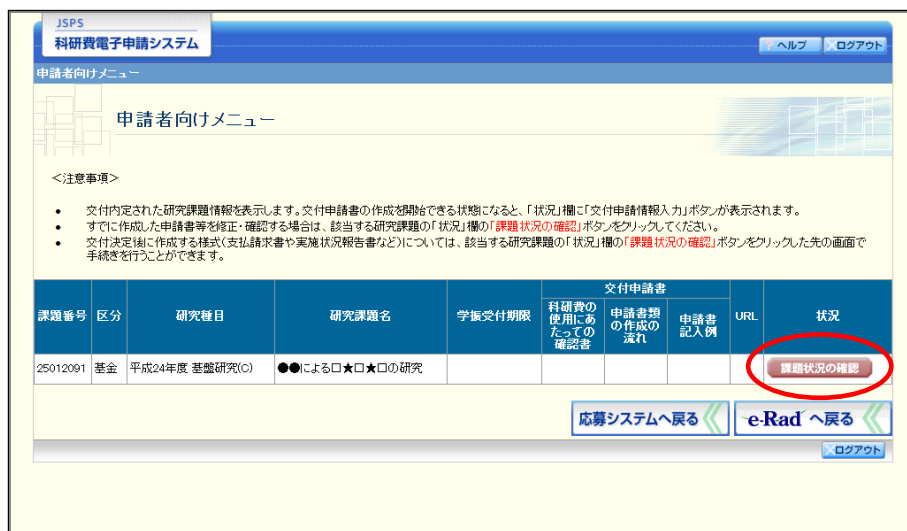 JSPS
科研費電子申請システム
? ヘルプ
ログアウト
申請者向けメニュー
申請者向けメニュー
＜注意事項＞
• 交付内定された研究課題情報を表示します。交付申請書の作成を開始できる状態になると、「状況」欄に「交付申請情報入力」ボタンが表示されます。
• すでに作成した申請書等を修正・確認する場合は、該当する研究課題の「状況」欄の「課題状況の確認」ボタンをクリックしてください。
• 交付決定後に作成する様式(支払請求書や実施状況報告書など)については、該当する研究課題の「状況」欄の「課題状況の確認」ボタンをクリックした先の画面で
手続きを行うことができます。
交付申請書
課題番号 区分 研究種目 研究課題名 学振受付期限 科研費の使用にあたっての確認書 申請書類の作成の流れ 申請書記入例 URL 状況
25012091 基金 平成24年度 基盤研究(C) ●●による□★□★□の研究 課題状況の確認
応募システムへ戻る
e-Rad へ戻る
ログアウト